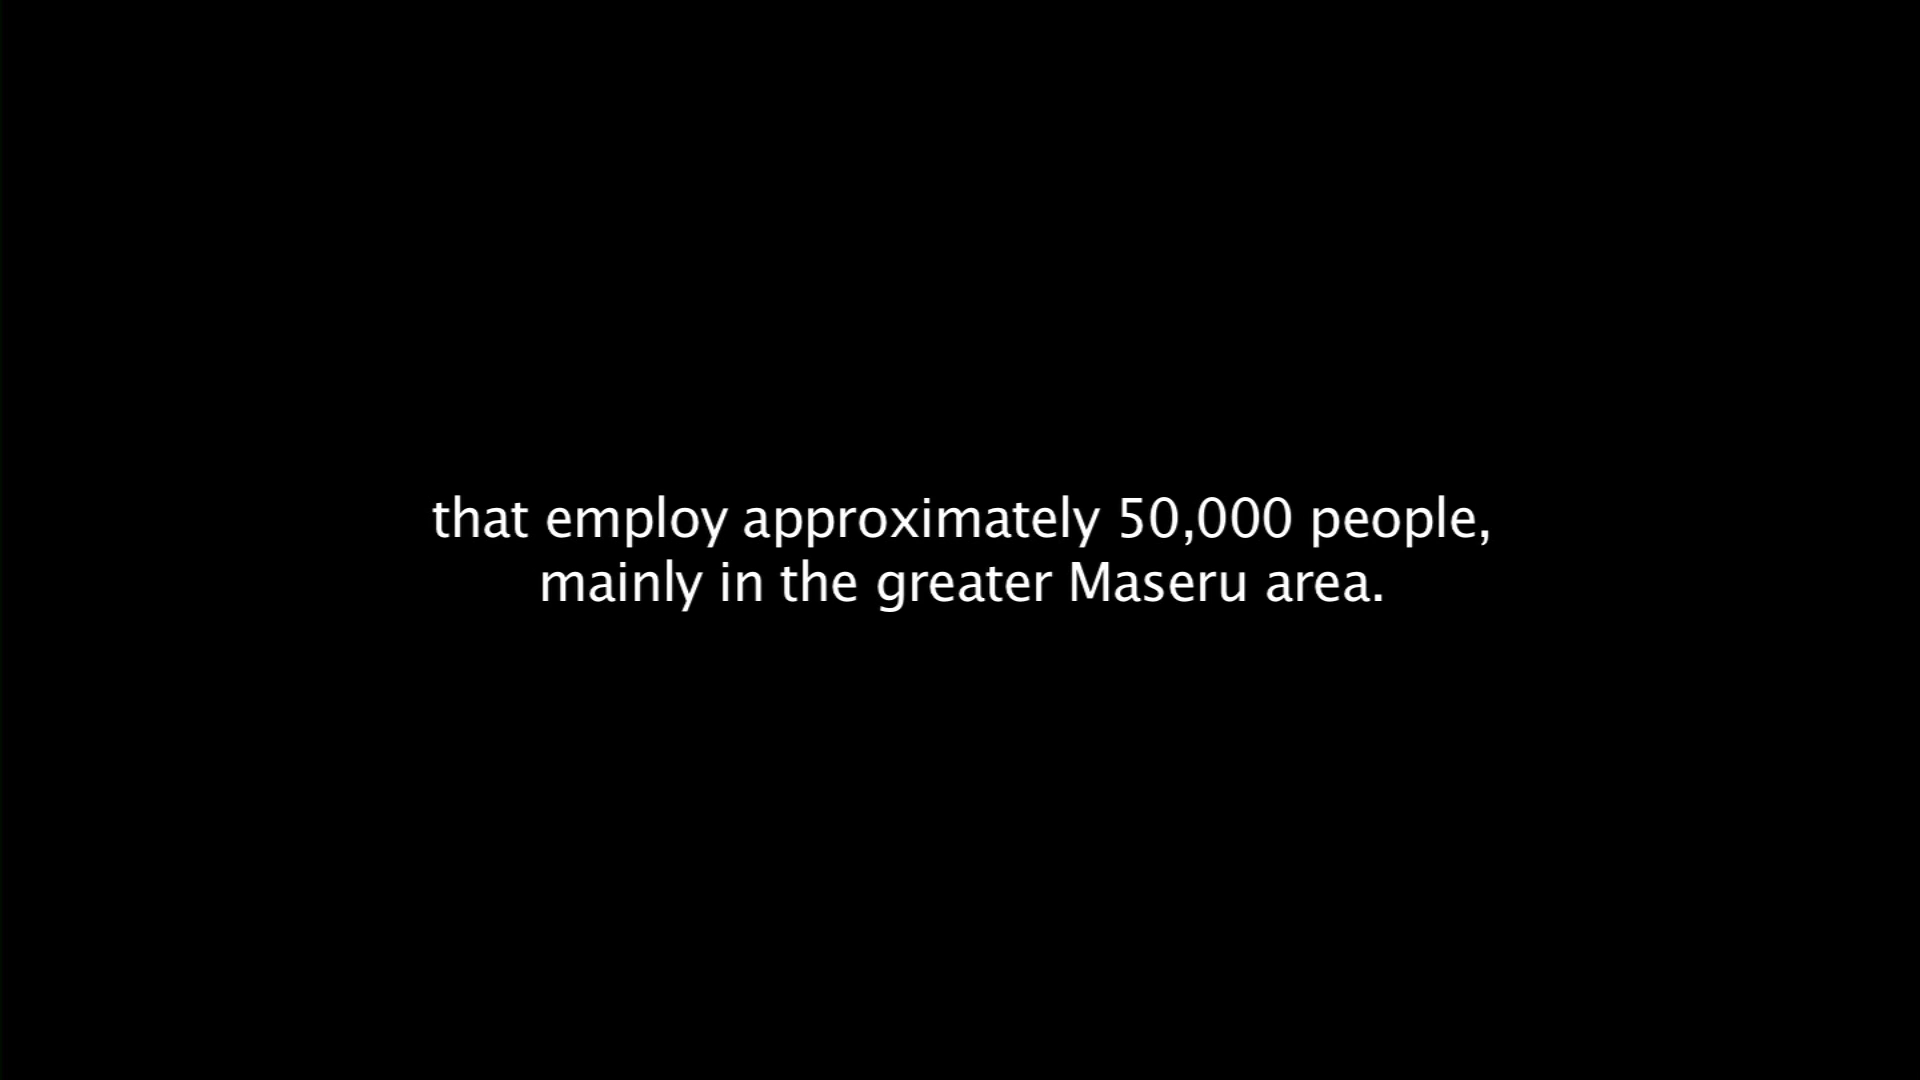 that employ approximately 50,000 people,
mainly in the greater Maseru area.